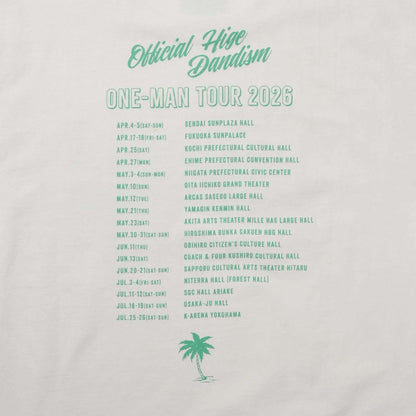 Official Hige
Dandism
ONE-MAN TOUR 2026
APR.4-5(SAT-SUN) SENDAI SUNPLAZA HALL
APR.17-18(FRI-SAT) FUKUOKA SUNPALACE
APR.25(SAT) KOCHI PREFECTURAL CULTURAL HALL
APR.27(MON) EHIME PREFECTURAL CONVENTION HALL
MAY.3-4(SUN-MON) NIIGATA PREFECTURAL CIVIC CENTER
MAY.10(SUN) OITA IICHIKO GRAND THEATER
MAY.12(TUE) ARCAS SASEBO LARGE HALL
MAY.21(THU) YAMAGIN KENMIN HALL
MAY.23(SAT) AKITA ARTS THEATER MILLE HAS LARGE HALL
MAY.30-31(SAT-SUN) HIROSHIMA BUNKA GAKUEN HBG HALL
JUN.11(THU) OBIHIRO CITIZEN'S CULTURE HALL
JUN.13(SAT) COACH & FOUR KUSHIRO CULTURAL HALL
JUN.20-21(SAT-SUN) SAPPORO CULTURAL ARTS THEATER HITARU
JUL.3-4(FRI-SAT) NITERRA HALL (FOREST HALL)
JUL.11-12(SAT-SUN) SGC HALL ARIAKE
JUL.18-19(SAT-SUN) OSAKA-JO HALL
JUL.25-26(SAT-SUN) K-ARENA YOKOHAMA